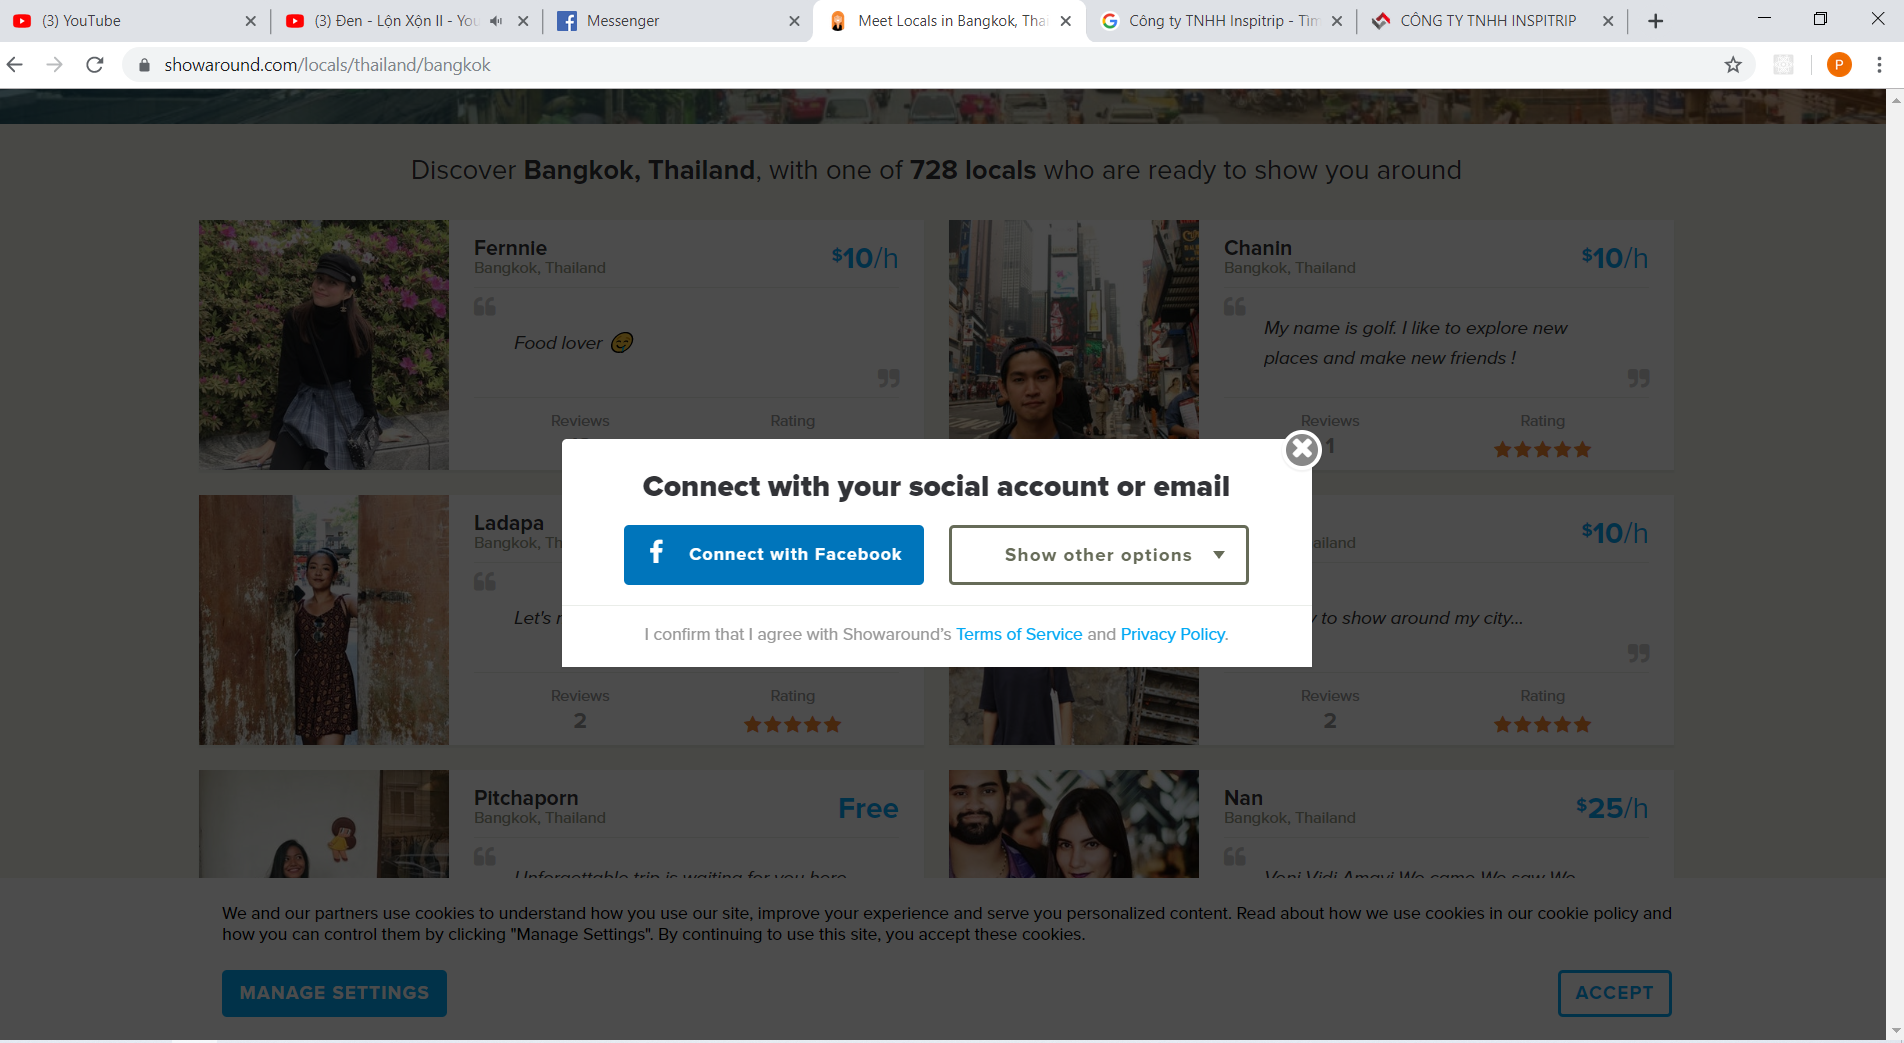 (3) YouTube
(3) Đen - Lộn Xộn II - You
Messenger
Meet Locals in Bangkok, Thai
Công ty TNHH Inspitrip - Tìm
CÔNG TY TNHH INSPITRIP
showaround.com/locals/thailand/bangkok
P
Discover Bangkok, Thailand, with one of 728 locals who are ready to show you around
Fernnie
$10/h
Bangkok, Thailand
Food lover
Reviews
Rating
Chanin
$10/h
Bangkok, Thailand
My name is golf. I like to explore new
places and make new friends !
Reviews
Rating
1
Connect with your social account or email
Connect with Facebook
Show other options
I confirm that I agree with Showaround's Terms of Service and Privacy Policy.
Ladapa
Bangkok, Th
Let's
Reviews
Rating
2
$10/h
ailand
to show around my city...
Reviews
Rating
2
Pitchaporn
Free
Bangkok, Thailand
Unforgettable trip is waiting for you here
Nan
$25/h
Bangkok, Thailand
Veni Vidi Amavi We came We saw We
We and our partners use cookies to understand how you use our site, improve your experience and serve you personalized content. Read about how we use cookies in our cookie policy and
how you can control them by clicking "Manage Settings". By continuing to use this site, you accept these cookies.
MANAGE SETTINGS
ACCEPT